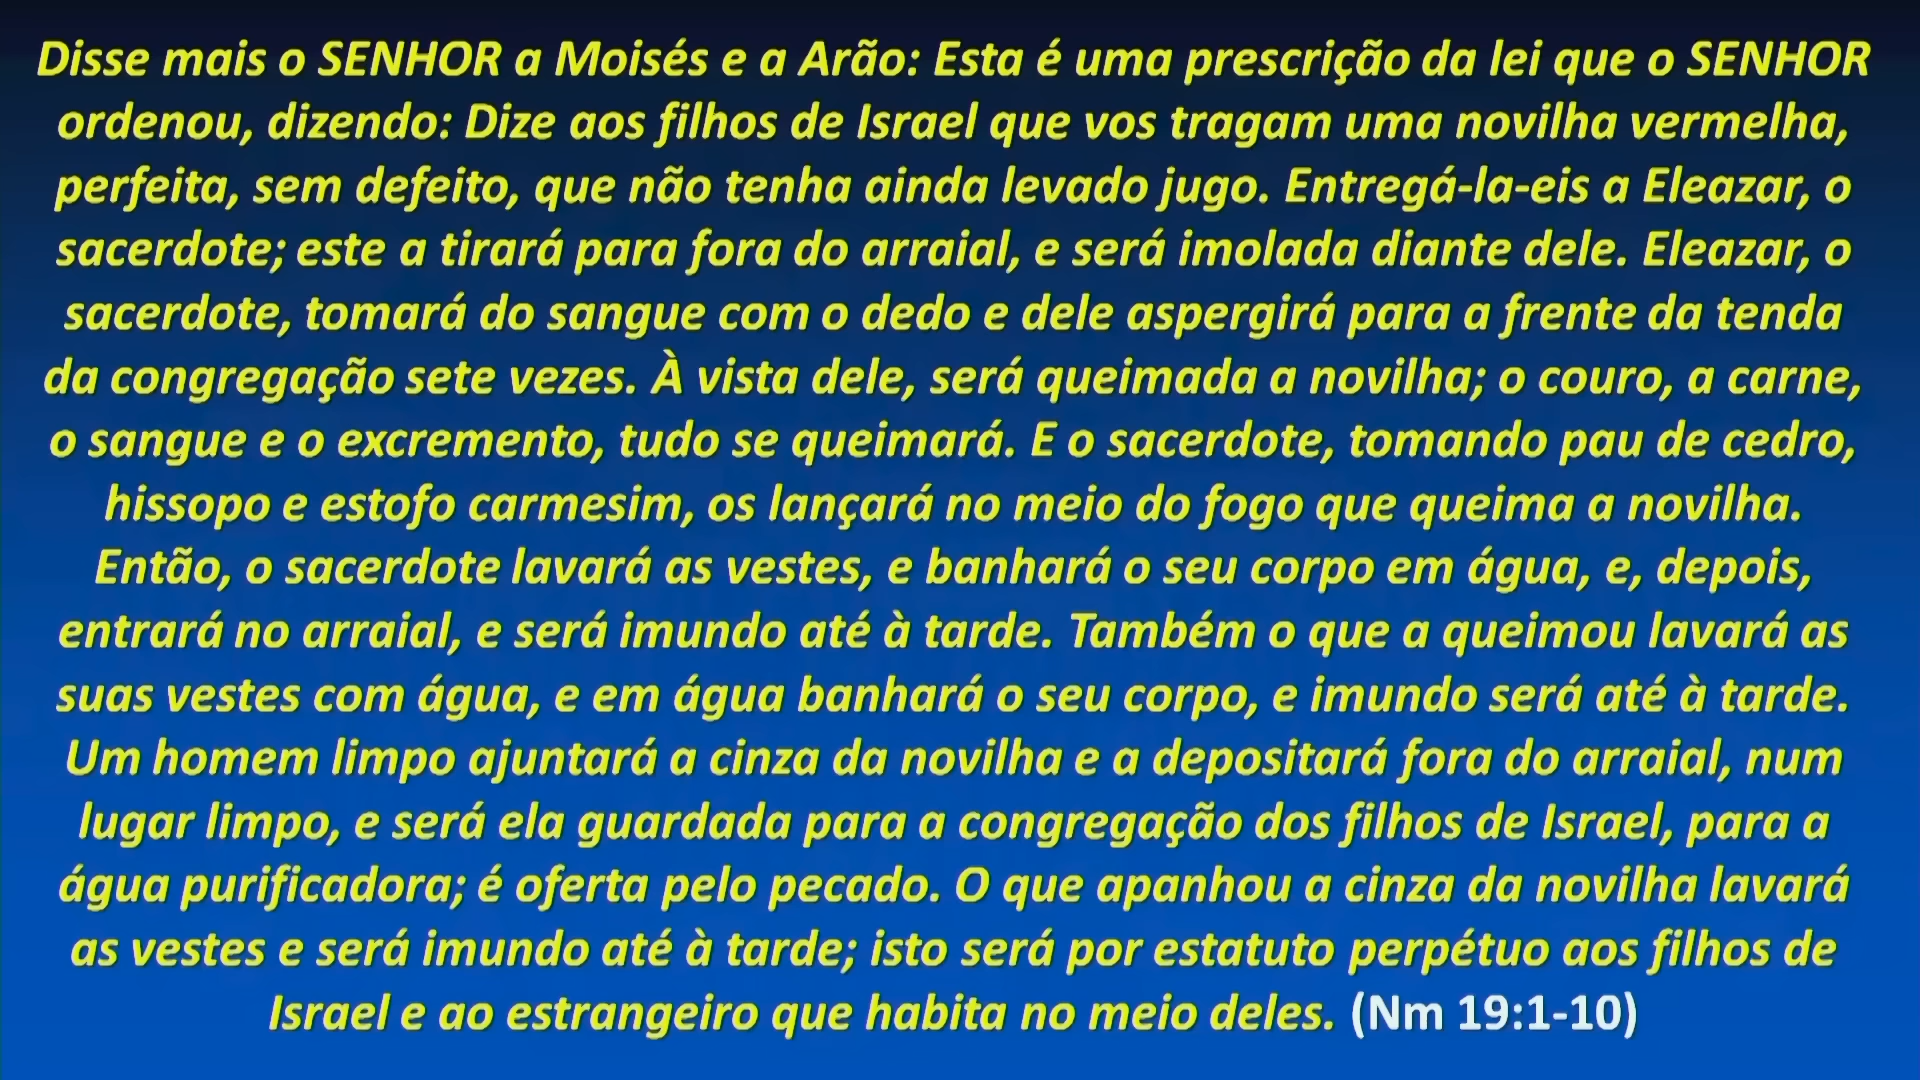 Disse mais o SENHOR a Moisés e a Arão: Esta é uma prescrição da lei que o SENHOR
ordenou, dizendo: Dize aos filhos de Israel que vos tragam uma novilha vermelha,
perfeita, sem defeito, que não tenha ainda levado jugo. Entregá-la-eis a Eleazar, o
sacerdote; este a tirará para fora do arraial, e será imolada diante dele. Eleazar, o
sacerdote, tomará do sangue com o dedo e dele aspergirá para a frente da tenda
da congregação sete vezes. À vista dele, será queimada a novilha; o couro, a carne,
o sangue e o excremento, tudo se queimará. E o sacerdote, tomando pau de cedro,
hissopo e estofo carmesim, os lançará no meio do fogo que queima a novilha.
Então, o sacerdote lavará as vestes, e banhará o seu corpo em água, e, depois,
entrará no arraial, e será imundo até à tarde. Também o que a queimou lavará as
suas vestes com água, e em água banhará o seu corpo, e imundo será até à tarde.
Um homem limpo ajuntará a cinza da novilha e a depositará fora do arraial, num
lugar limpo, e será ela guardada para a congregação dos filhos de Israel, para a
água purificadora; é oferta pelo pecado. O que apanhou a cinza da novilha lavará
as vestes e será imundo até à tarde; isto será por estatuto perpétuo aos filhos de
Israel e ao estrangeiro que habita no meio deles. (Nm 19:1-10)